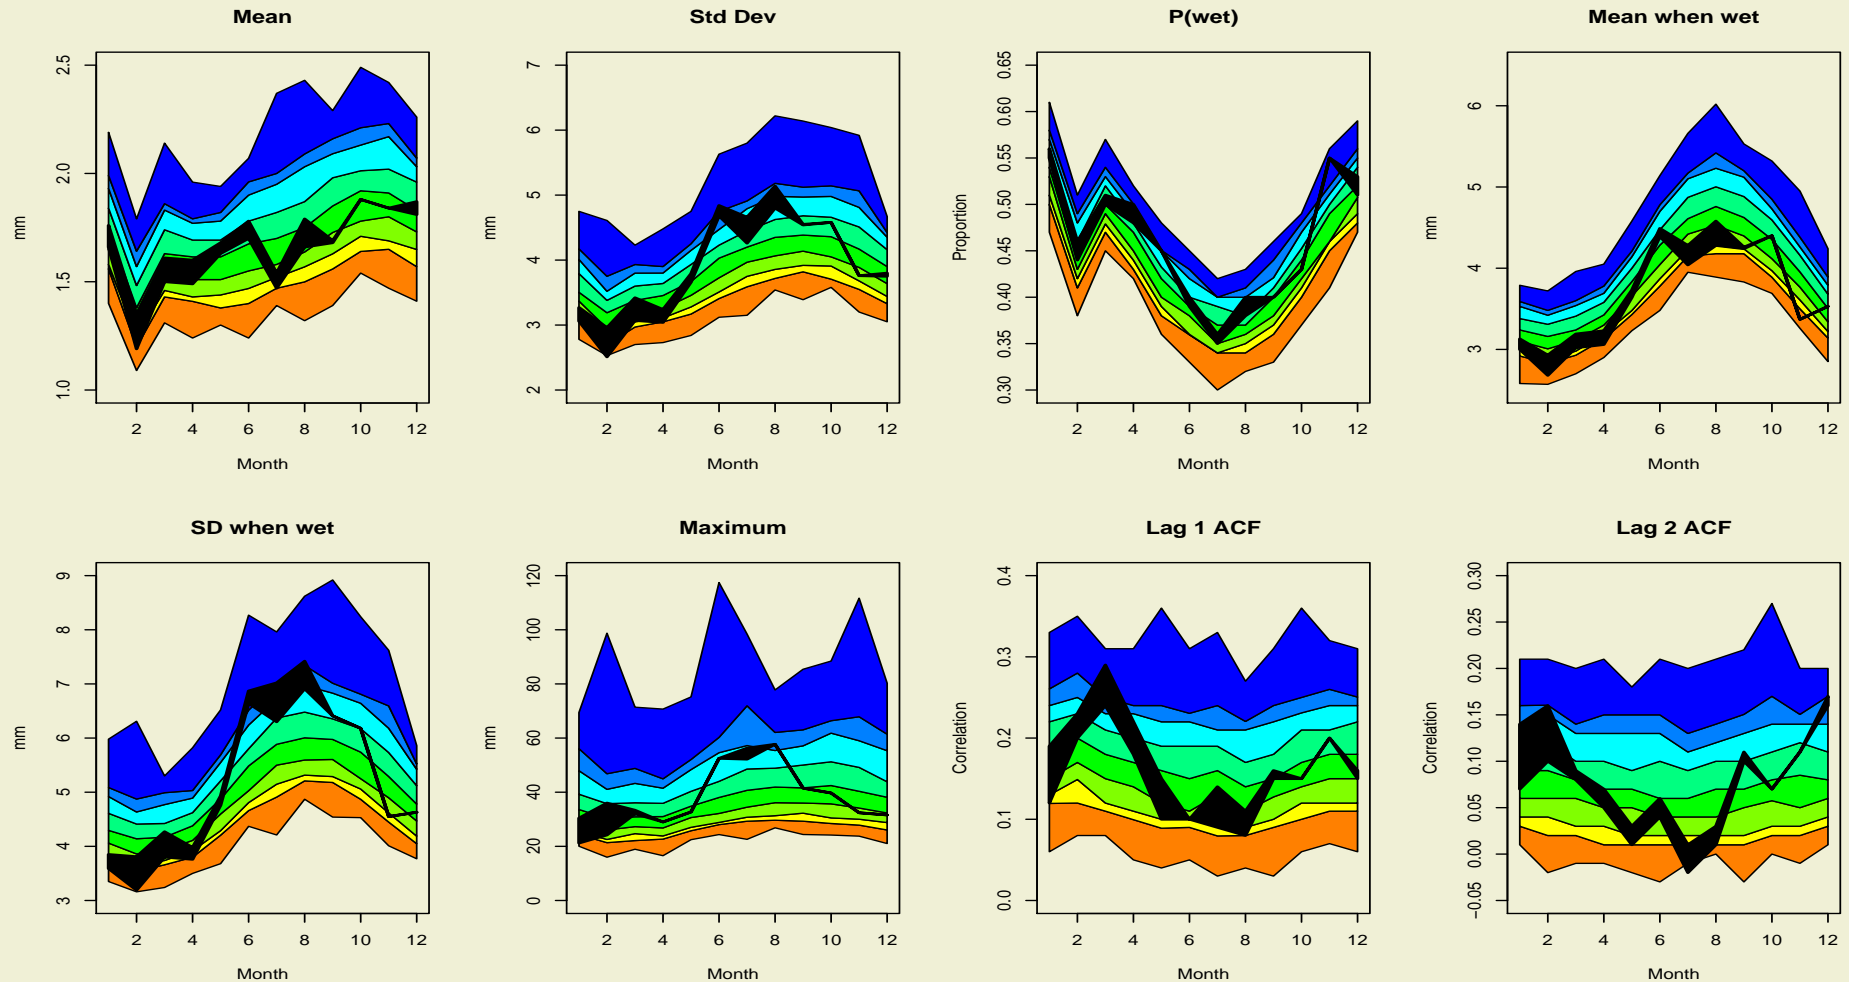 Mean
2.5
2.0
1.5
1.0
mm
2 4 6 8 10 12
Month
Std Dev
7
6
5
4
3
2
mm
2 4 6 8 10 12
Month
P(wet)
0.65
0.60
0.55
0.50
0.45
0.40
0.35
0.30
Proportion
2 4 6 8 10 12
Month
Mean when wet
6
5
4
3
mm
2 4 6 8 10 12
Month
SD when wet
9
8
7
6
5
4
3
mm
2 4 6 8 10 12
Month
Maximum
120
100
80
60
40
20
0
mm
2 4 6 8 10 12
Month
Lag 1 ACF
0.4
0.3
0.2
0.1
0.0
Correlation
2 4 6 8 10 12
Month
Lag 2 ACF
0.30
0.25
0.20
0.15
0.10
0.05
0.00
−0.05
Correlation
2 4 6 8 10 12
Month